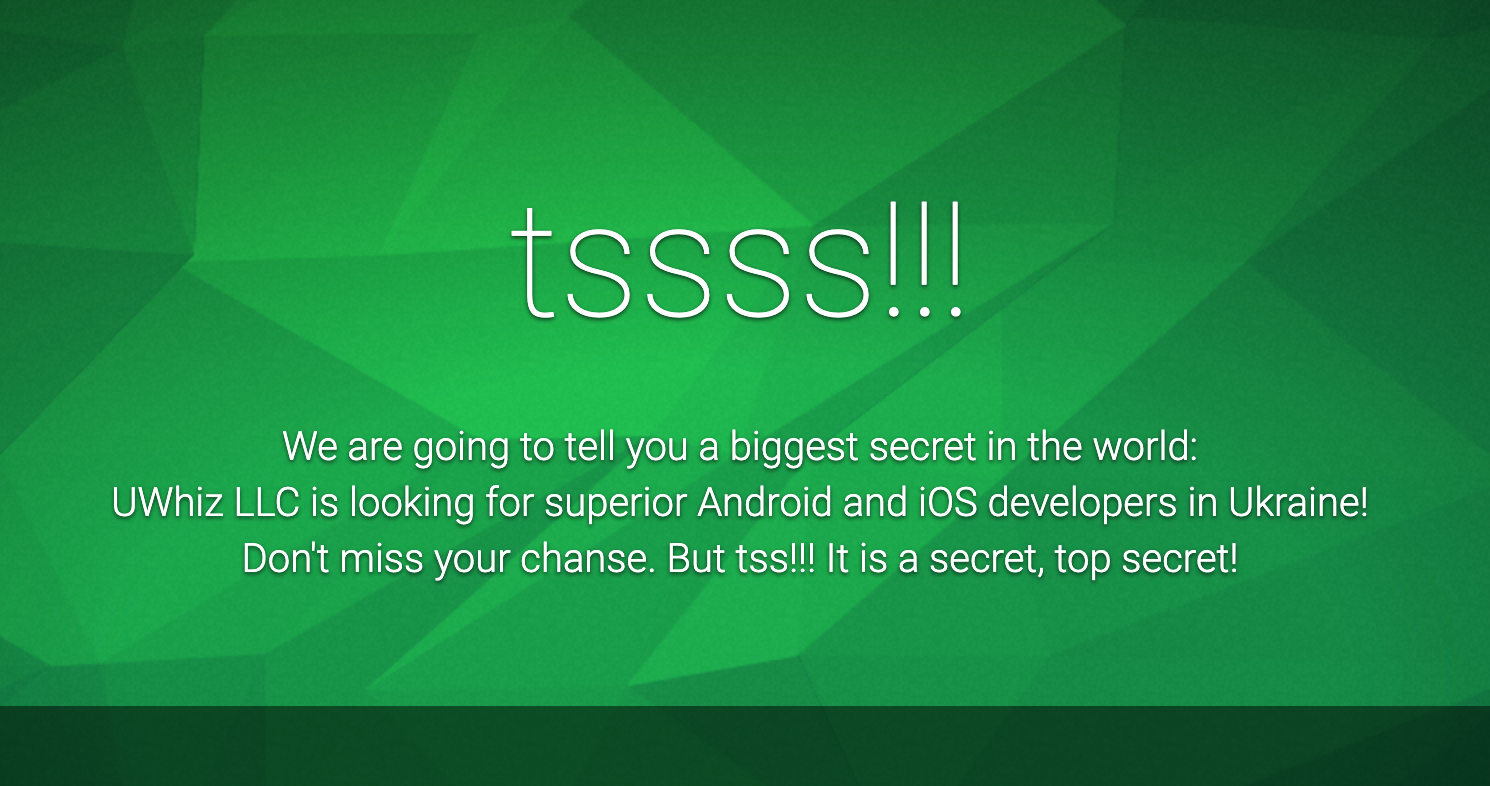 tssss!!!
We are going to tell you a biggest secret in the world:
UWhiz LLC is looking for superior Android and iOS developers in Ukraine!
Don't miss your chanse. But tss!!! It is a secret, top secret!